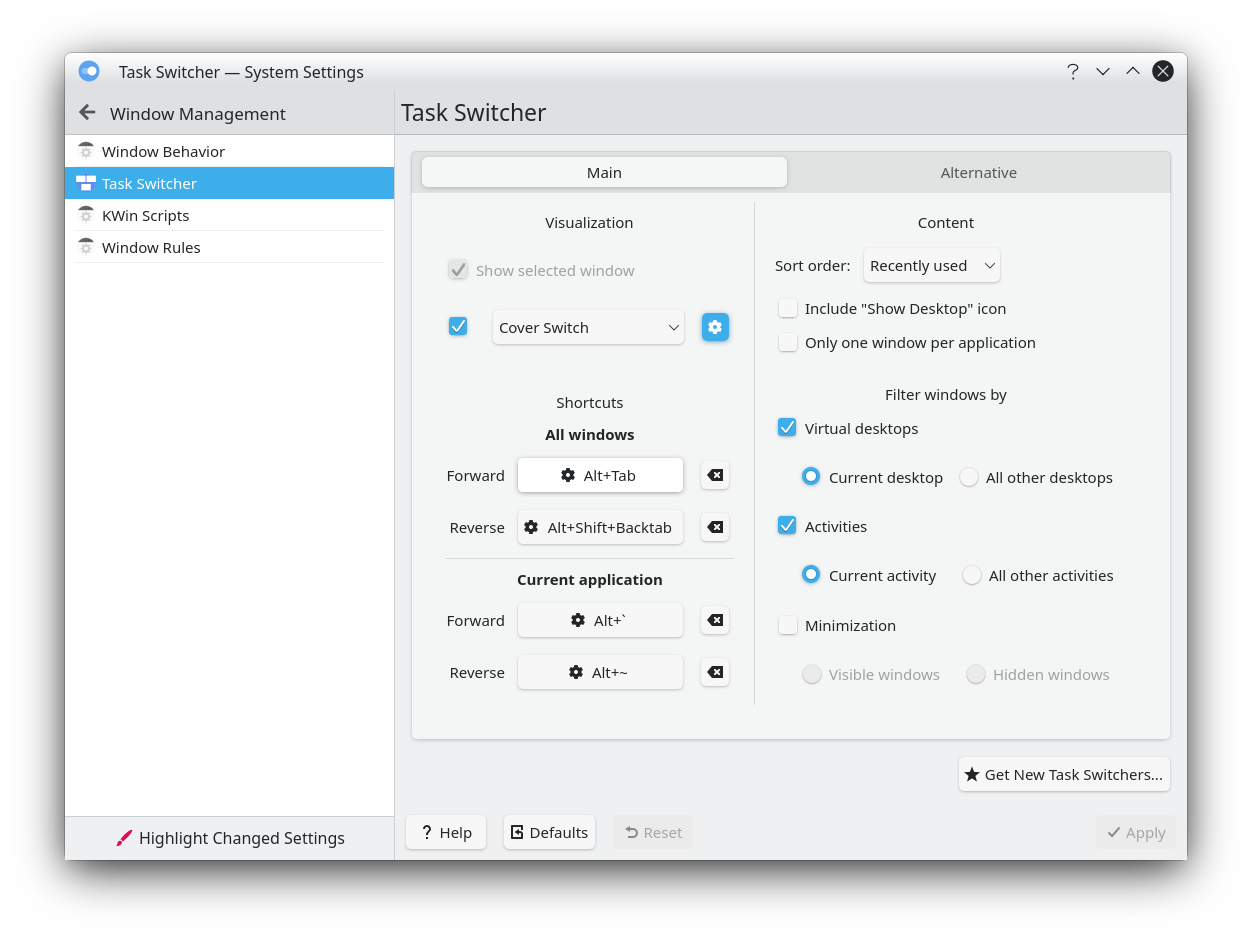 Task Switcher — System Settings
Window Management
Task Switcher
Window Behavior
Task Switcher
KWin Scripts
Window Rules
Highlight Changed Settings
Main
Alternative
Visualization
Show selected window
Cover Switch
Shortcuts
All windows
Forward Alt+Tab
Reverse Alt+Shift+Backtab
Current application
Forward Alt+`
Reverse Alt+~
Content
Sort order: Recently used
Include "Show Desktop" icon
Only one window per application
Filter windows by
Virtual desktops
Current desktop All other desktops
Activities
Current activity All other activities
Minimization
Visible windows Hidden windows
Get New Task Switchers...
? Help Defaults Reset Apply